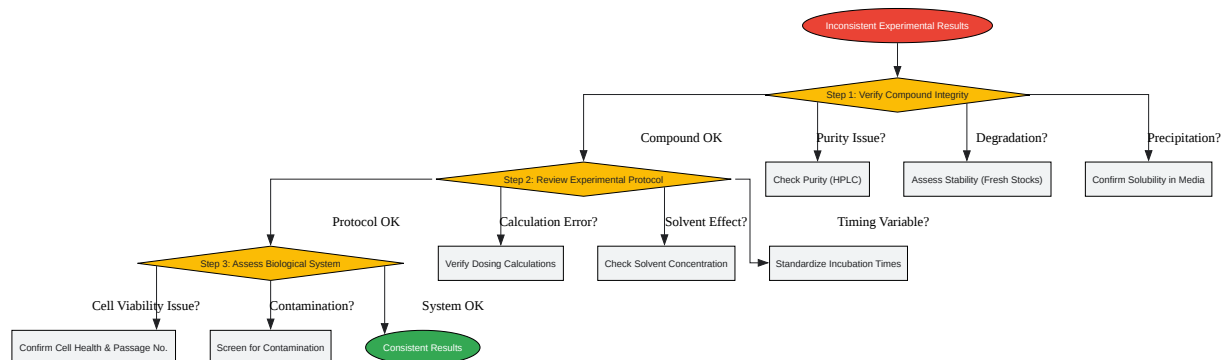 Inconsistent Experimental Results
Step 1: Verify Compound Integrity
Compound OK
Purity Issue?
Degradation?
Precipitation?
Step 2: Review Experimental Protocol
Check Purity (HPLC)
Assess Stability (Fresh Stocks)
Confirm Solubility in Media
Protocol OK
Calculation Error?
Solvent Effect?
Timing Variable?
Step 3: Assess Biological System
Verify Dosing Calculations
Check Solvent Concentration
Standardize Incubation Times
Cell Viability Issue?
Contamination?
System OK
Confirm Cell Health & Passage No.
Screen for Contamination
Consistent Results